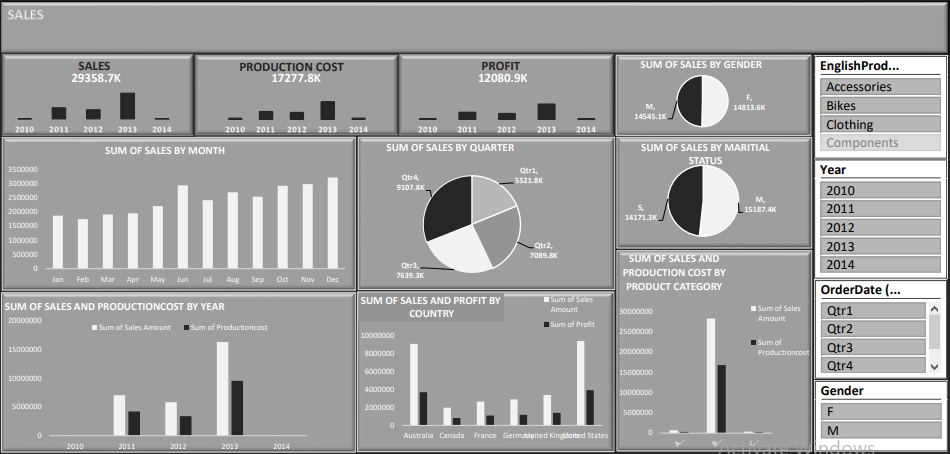 SALES
SALES
29358.7K
2010 2011 2012 2013 2014
PRODUCTION COST
17277.8K
2010 2011 2012 2013 2014
PROFIT
12080.9K
2010 2011 2012 2013 2014
SUM OF SALES BY GENDER
M,
14545.1K
F,
14813.6K
EnglishProd...
Accessories
Bikes
Clothing
Components
SUM OF SALES BY MONTH
3500000
3000000
2500000
2000000
1500000
1000000
500000
0
Jan Feb Mar Apr May Jun Jul Aug Sep Oct Nov Dec
SUM OF SALES BY QUARTER
Qtr4,
9107.8K
Qtr1,
5521.8K
Qtr3,
7639.3K
Qtr2,
7089.8K
SUM OF SALES BY MARITIAL
STATUS
S,
14171.3K
M,
15187.4K
Year
2010
2011
2012
2013
2014
SUM OF SALES AND PRODUCTIONCOST BY YEAR
Sum of Sales Amount Sum of Productioncost
20000000
15000000
10000000
5000000
0
2010 2011 2012 2013 2014
SUM OF SALES AND PROFIT BY
COUNTRY
Sum of Sales
Amount
Sum of Profit
10000000
8000000
6000000
4000000
2000000
0
Australia Canada France Germany United Kingdom United States
SUM OF SALES AND
PRODUCTION COST BY
PRODUCT CATEGORY
Sum of Sales
Amount
Sum of
Productioncost
30000000
25000000
20000000
15000000
10000000
5000000
0
A... B... C...
OrderDate (...
Qtr1
Qtr2
Qtr3
Qtr4
Gender
F
M
Activate Windows